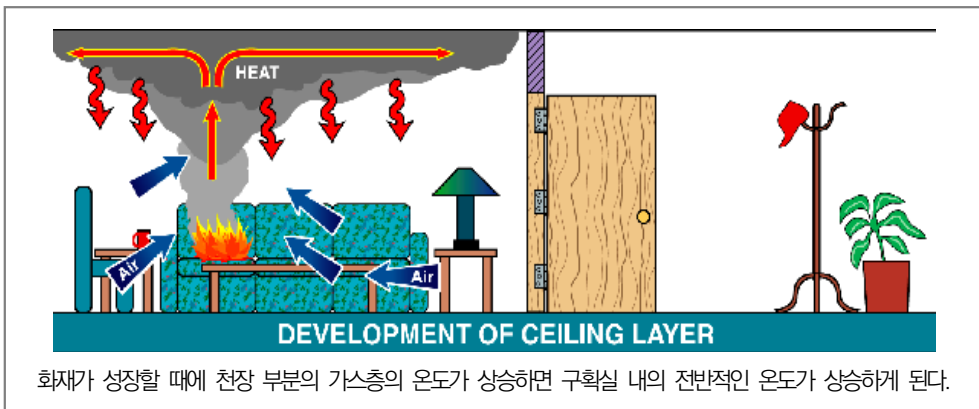 HEAT
Air
Air
DEVELOPMENT OF CEILING LAYER
화재가 성장할 때에 천장 부분의 가스층의 온도가 상승하면 구획실 내의 전반적인 온도가 상승하게 된다.